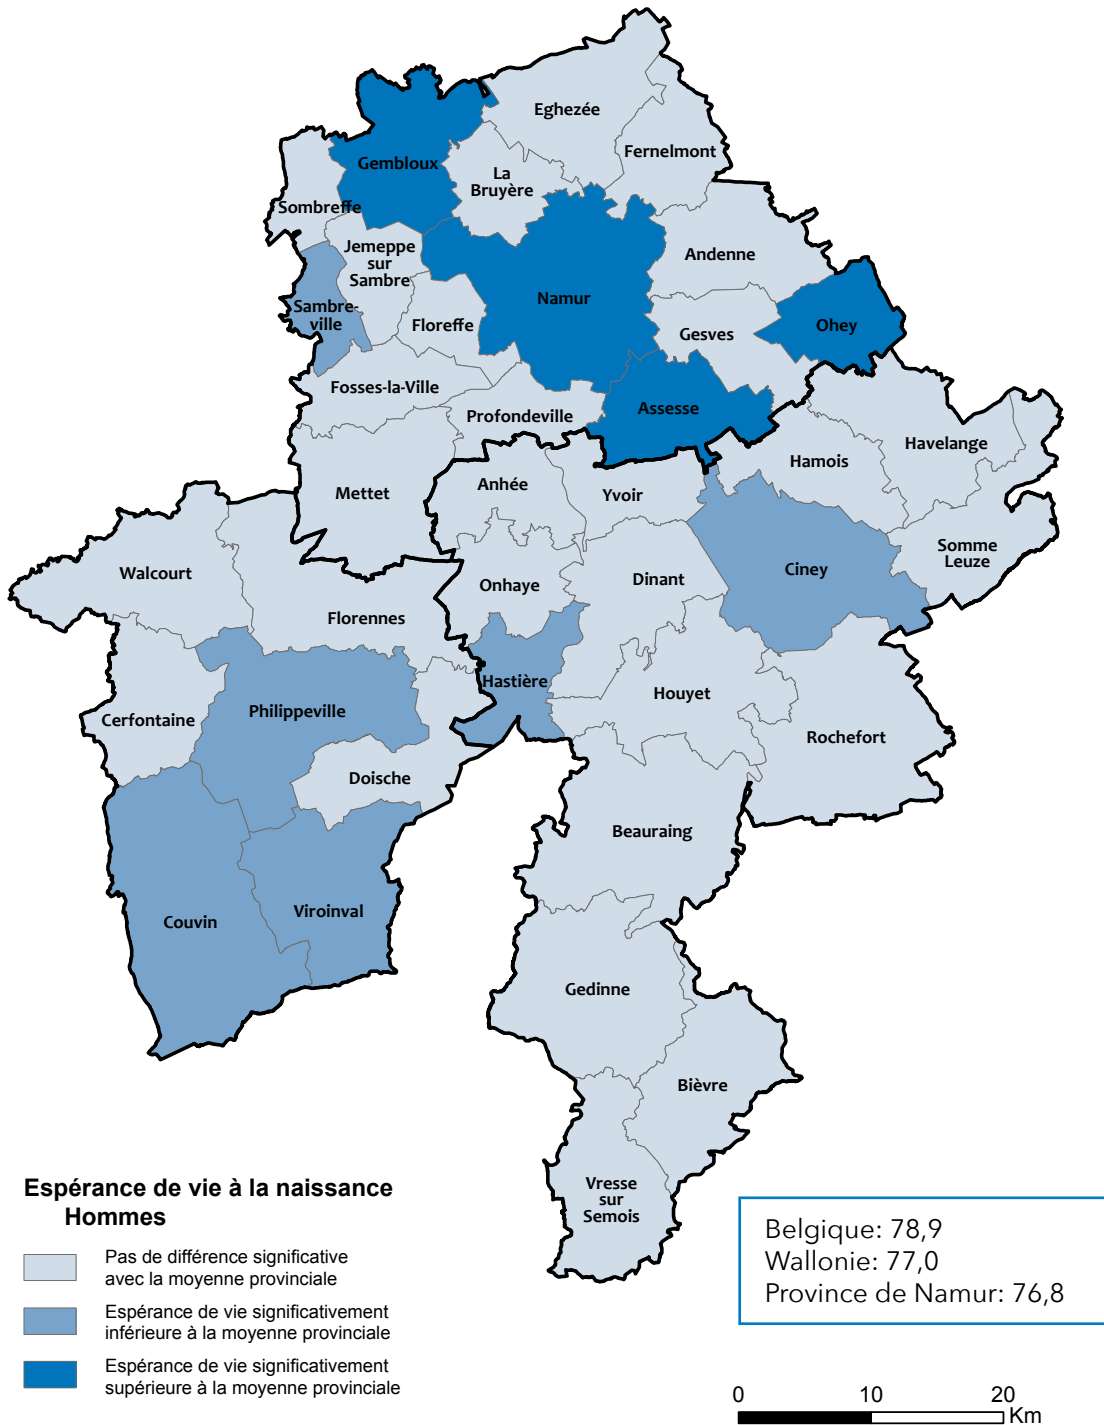 Eghezée
Fernelmont
Gembloux
La
Bruyère
Sombreffe
Jemeppe
sur
Sambre
Andenne
Namur
Sambre-
ville
Floreffe
Gesves
Ohey
Fosses-la-Ville
Profondeville
Assesse
Havelange
Hamois
Mettet
Anhée
Yvoir
Somme
Leuze
Walcourt
Onhaye
Dinant
Ciney
Florennes
Hastière
Houyet
Philippeville
Cerfontaine
Rochefort
Doische
Beauraing
Couvin
Viroinval
Gedinne
Bièvre
Vresse
sur
Semois
Espérance de vie à la naissance
Hommes
Pas de différence significative
avec la moyenne provinciale
Espérance de vie significativement
inférieure à la moyenne provinciale
Espérance de vie significativement
supérieure à la moyenne provinciale
Belgique: 78,9
Wallonie: 77,0
Province de Namur: 76,8
0 10 20
Km